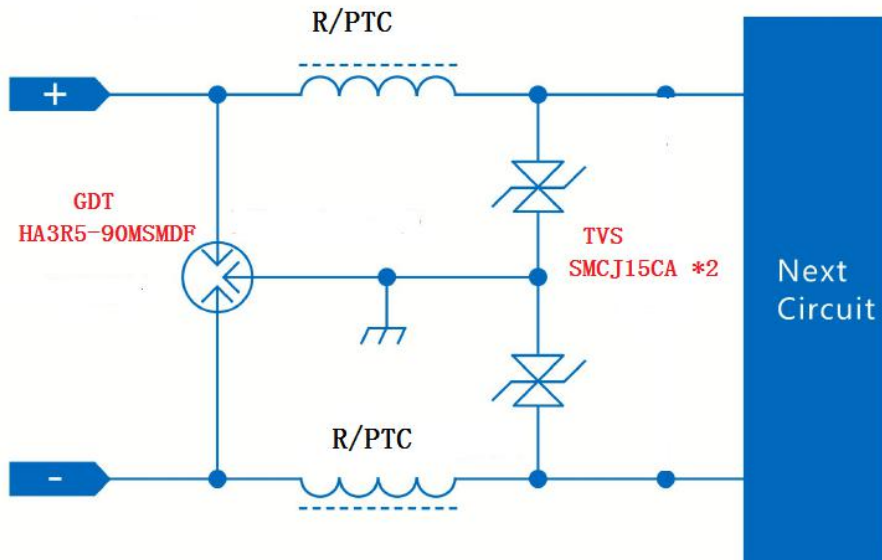 R/PTC
+
GDT
HA3R5-90MSMDF
TVS
SMCJ15CA *2
Next
Circuit
R/PTC
-